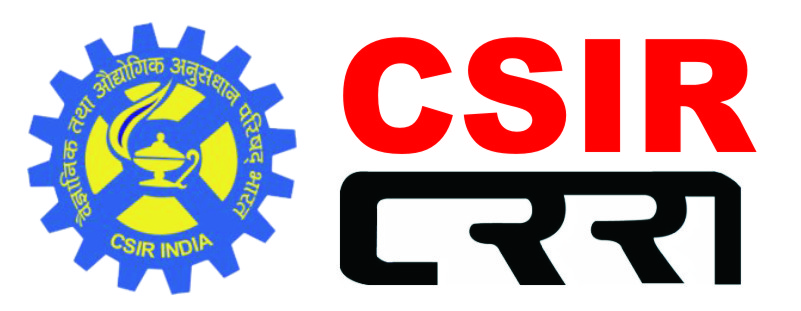 वैज्ञानिक तथा औद्योगिक अनुसंधान परिषद् भारत
CSIR INDIA
CSIR
CRRI